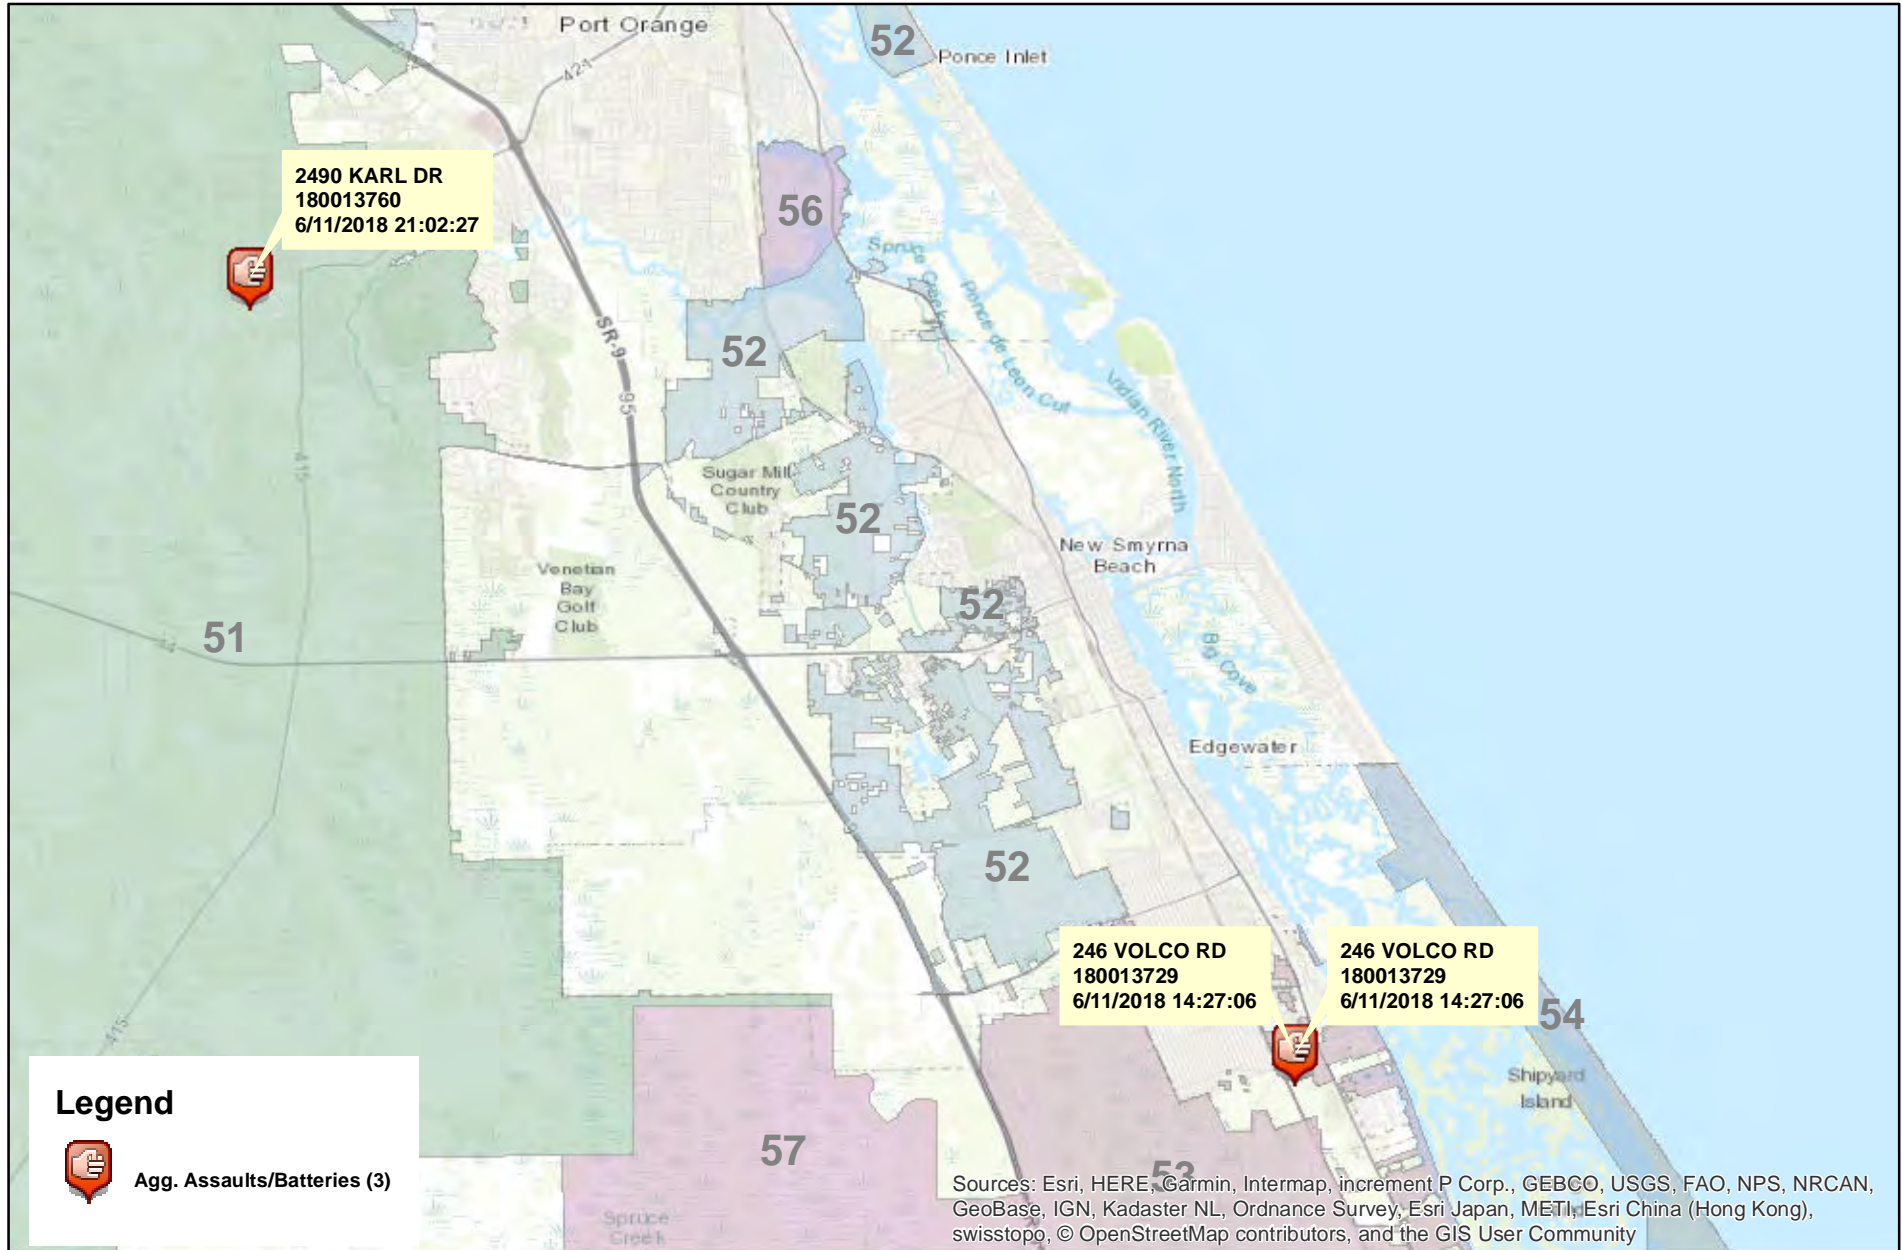 Port Orange
52
Ponce Inlet
421
2490 KARL DR
180013760
6/11/2018 21:02:27
56
Spruce Creek
Ponce de Leon Cut
SR-9
95
52
Indian River North
415
Sugar Mill
Country
Club
52
New Smyrna
Beach
Venetian
Bay
Golf
Club
52
51
44
Big Cove
Edgewater
52
246 VOLCO RD
180013729
6/11/2018 14:27:06
246 VOLCO RD
180013729
6/11/2018 14:27:06
54
415
Shipyard
Island
Legend
57
53
Agg. Assaults/Batteries (3)
Spruce
Creek
Sources: Esri, HERE, Garmin, Intermap, increment P Corp., GEBCO, USGS, FAO, NPS, NRCAN,
GeoBase, IGN, Kadaster NL, Ordnance Survey, Esri Japan, METI, Esri China (Hong Kong),
swisstopo, © OpenStreetMap contributors, and the GIS User Community